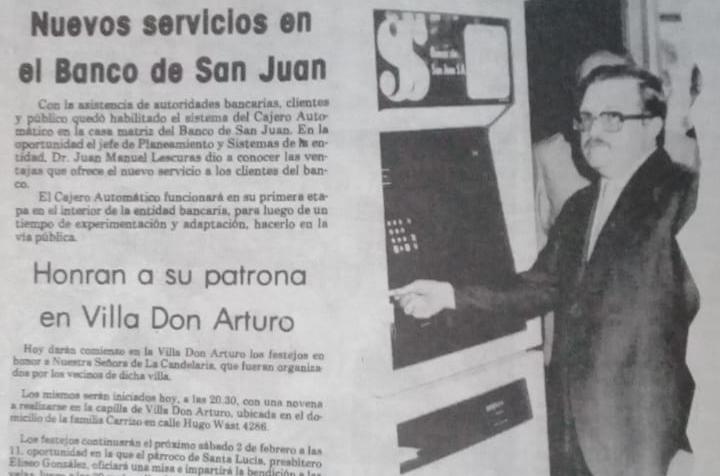 Nuevos servicios en
el Banco de San Juan
Con la asistencia de autoridades bancarias, clientes
y público quedó habilitado el sistema del Cajero Auto-
mático en la casa matriz del Banco de San Juan. En la
oportunidad el jefe de Planeamiento y Sistemas de la en-
tidad, Dr. Juan Manuel Lescuras dio a conocer las ven-
tajas que ofrece el nuevo servicio a los clientes del ban-
co.
El Cajero Automático funcionará en su primera eta-
pa en el interior de la entidad bancaria, para luego de un
tiempo de experimentación y adaptación, hacerlo en la
vía pública.
Honran a su patrona
en Villa Don Arturo
Hoy darán comienzo en la Villa Don Arturo los festejos en
honor a Nuestra Señora de La Candelaria, que fueran organiza-
dos por los vecinos de dicha villa.
Los mismos serán iniciados hoy, a las 20.30, con una novena
a realizarse en la capilla de Villa Don Arturo, ubicada en el do-
micilio de la familia Carrizo en calle Hugo Wast 4286.
Los festejos continuarán el próximo sábado 2 de febrero a las
11, oportunidad en la que el párroco de Santa Lucía, presbítero
Eliseo González, oficiará una misa e impartirá la bendición a las
Banco de
San Juan S.A.